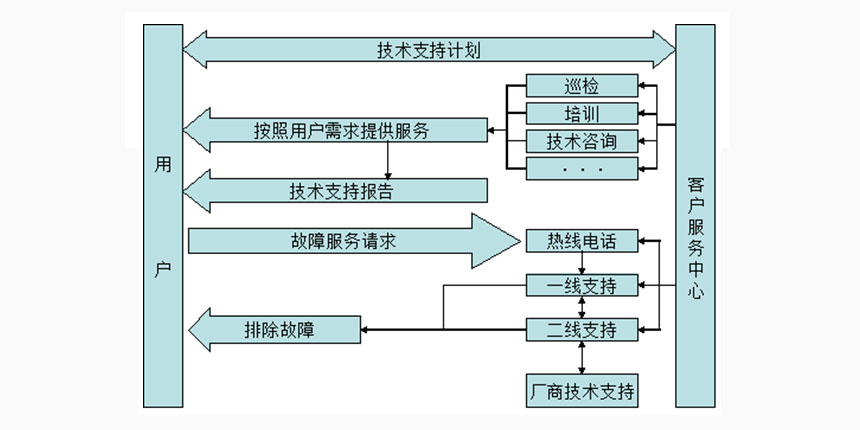 技术支持计划
巡检
培训
按照用户需求提供服务
技术咨询
···
技术支持报告
用户
客户服务中心
故障服务请求
热线电话
一线支持
排除故障
二线支持
厂商技术支持